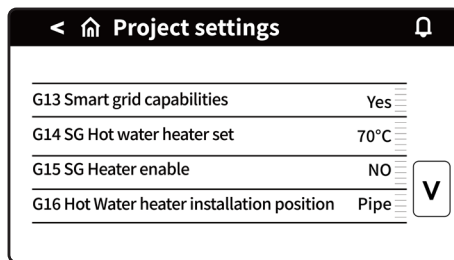 < Project settings
G13 Smart grid capabilities Yes
G14 SG Hot water heater set 70°C
G15 SG Heater enable NO
G16 Hot Water heater installation position Pipe
V